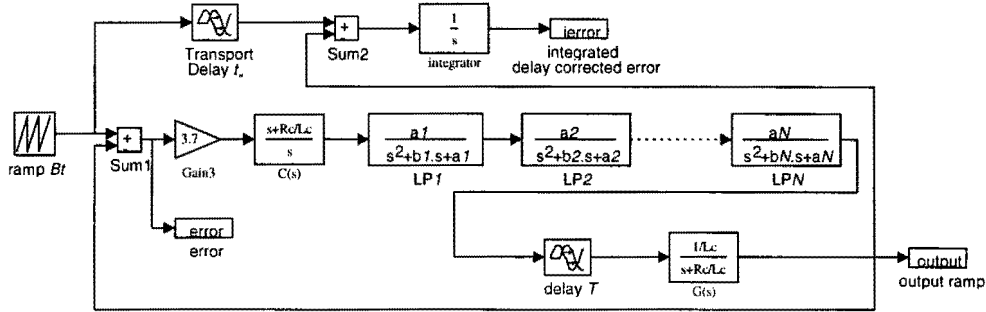 Transport
Delay t
+
-
Sum2
1
s
integrator
ierror
integrated
delay corrected error
ramp Bt
+
-
Sum1
3.7
Gain3
s+Rc/Lc
s
C(s)
a1
s2+b1.s+a1
LP1
a2
s2+b2.s+a2
LP2
aN
s2+bN.s+aN
LPN
error
error
delay T
1/Lc
s+Rc/Lc
G(s)
output
output ramp